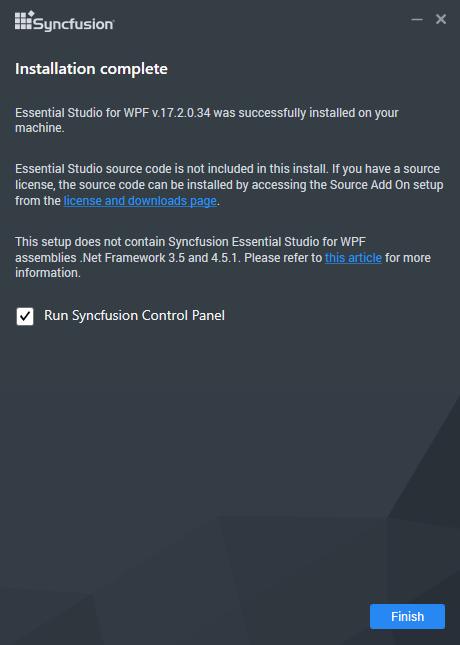 Syncfusion
Installation complete
Essential Studio for WPF v.17.2.0.34 was successfully installed on your
machine.
Essential Studio source code is not included in this install. If you have a source
license, the source code can be installed by accessing the Source Add On setup
from the license and downloads page.
This setup does not contain Syncfusion Essential Studio for WPF
assemblies .Net Framework 3.5 and 4.5.1. Please refer to this article for more
information.
Run Syncfusion Control Panel
Finish